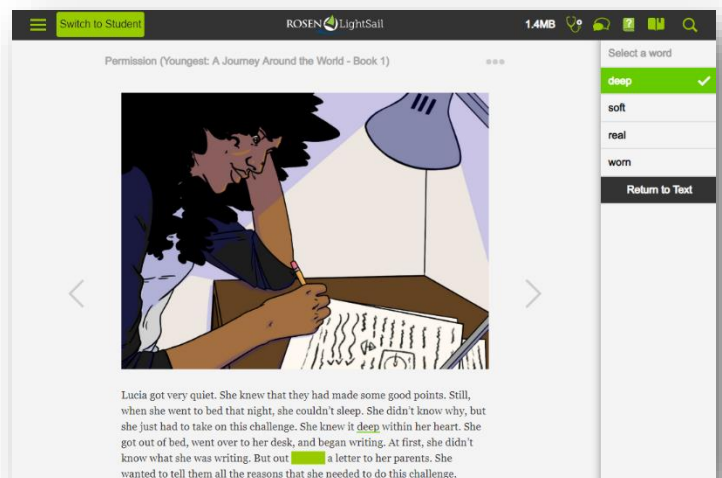 Switch to Student
ROSEN LightSail
1.4MB
?
Permission (Youngest: A Journey Around the World - Book 1)
Select a word
deep
soft
real
worn
Return to Text
Lucia got very quiet. She knew that they had made some good points. Still,
when she went to bed that night, she couldn't sleep. She didn't know why, but
she just had to take on this challenge. She knew it deep within her heart. She
got out of bed, went over to her desk, and began writing. At first, she didn't
know what she was writing. But out a letter to her parents. She
wanted to tell them all the reasons that she needed to do this challenge.